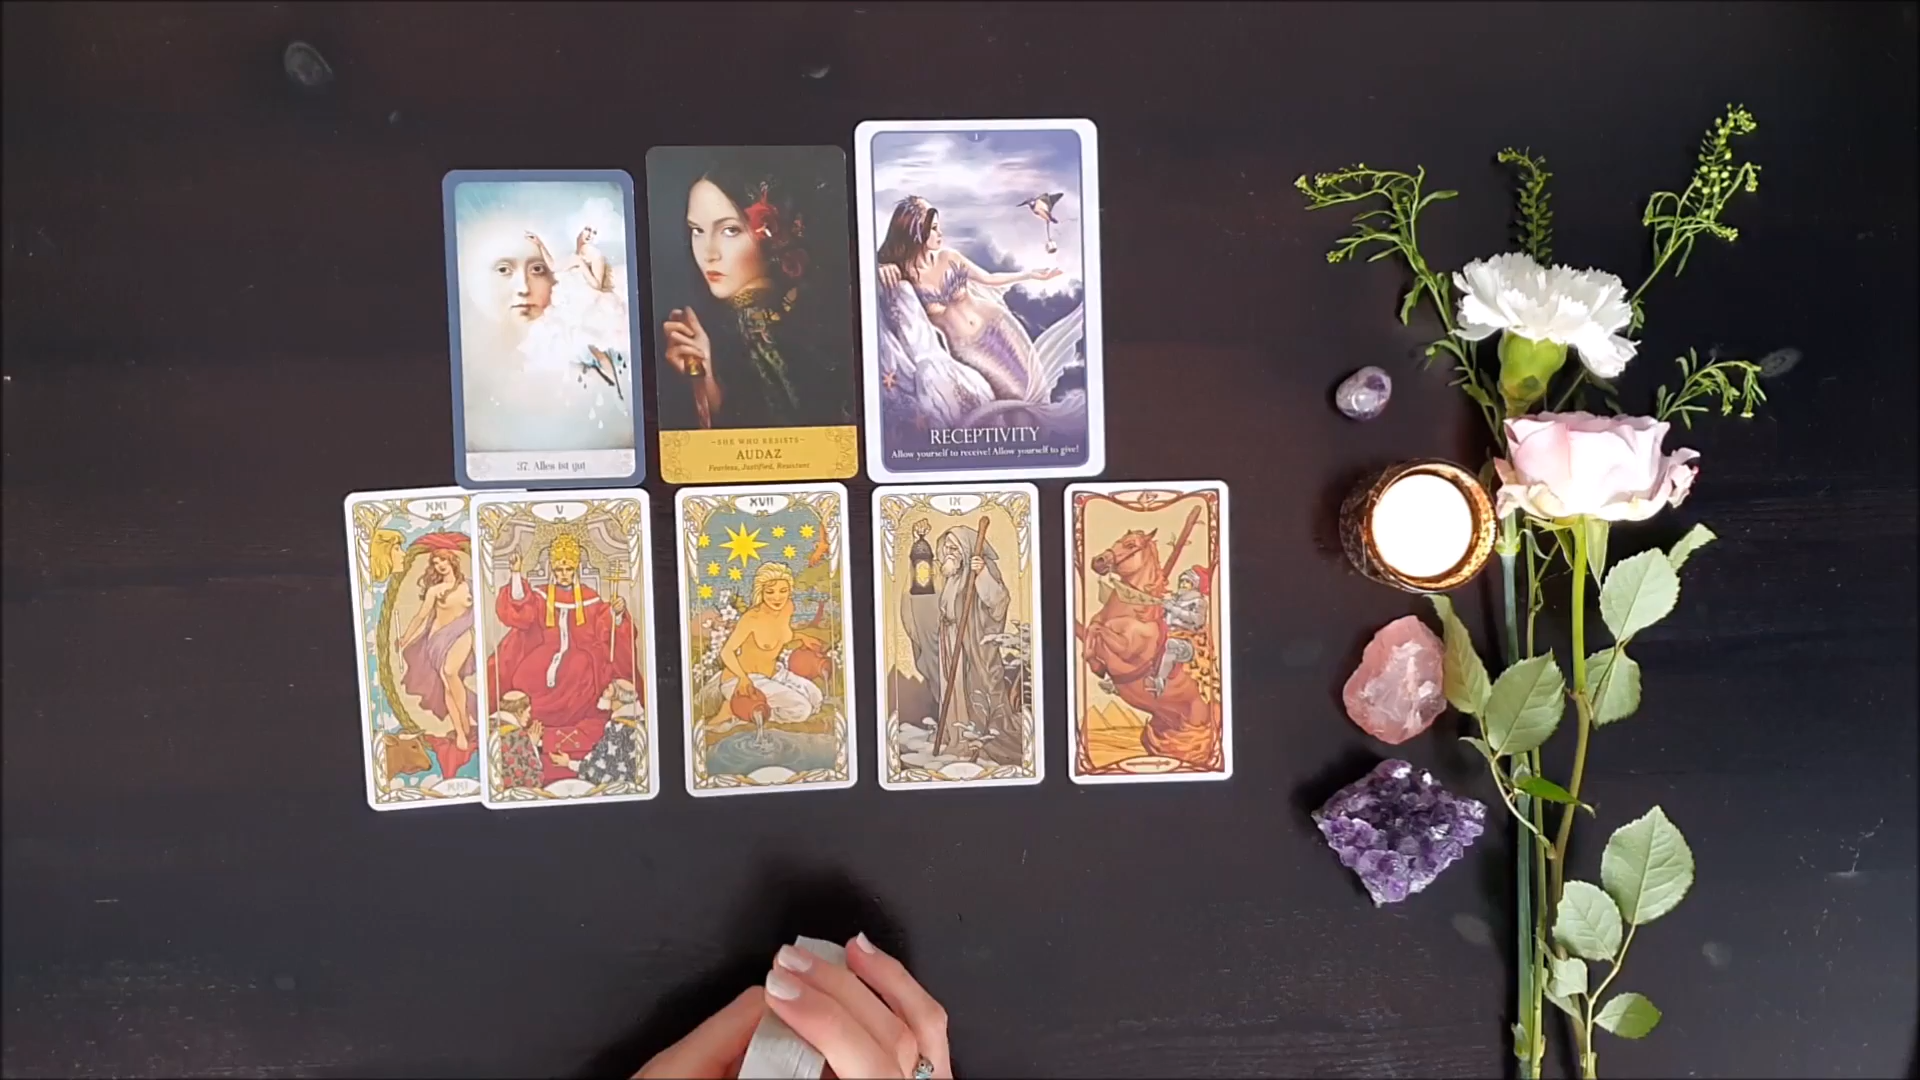 37. Alles ist gut
~SHE WHO RESISTS~
AUDAZ
Fearless, Justified, Resistant
I
RECEPTIVITY
Allow yourself to receive! Allow yourself to give!
XXI
V
XVII
IX
XXI
V